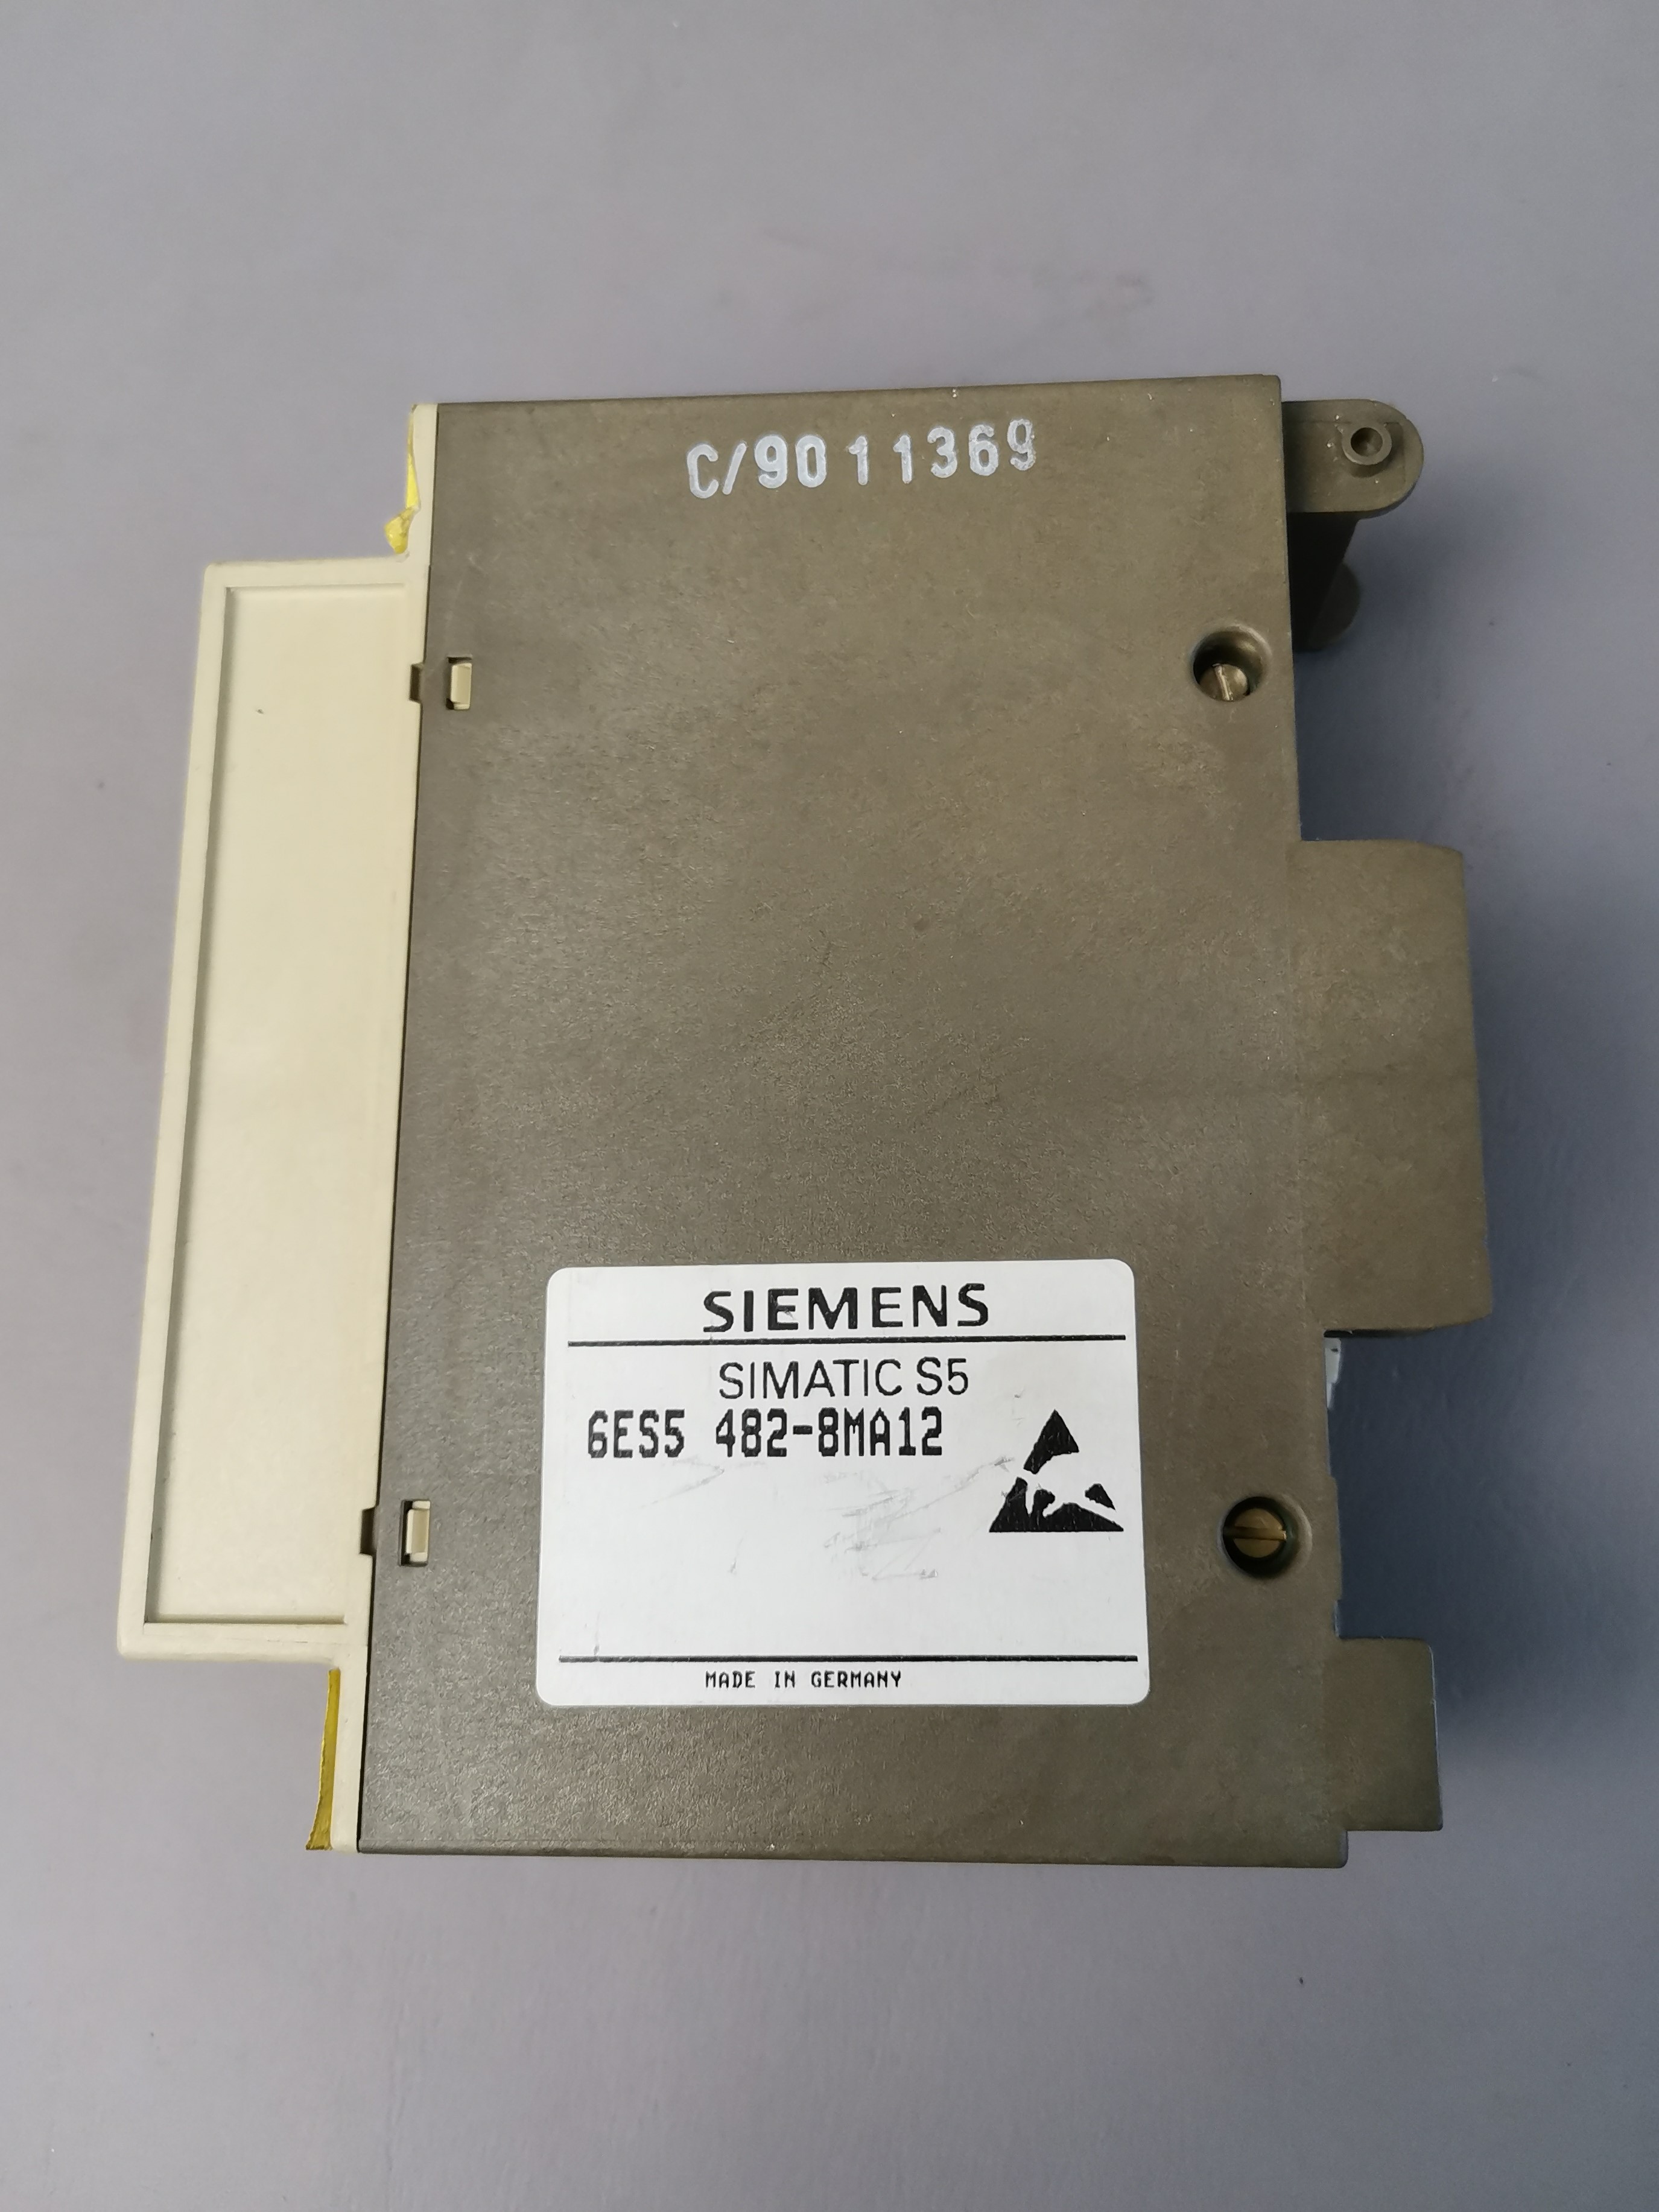 C/9011369
SIEMENS
SIMATIC S5
6ES5 482-8MA12
MADE IN GERMANY